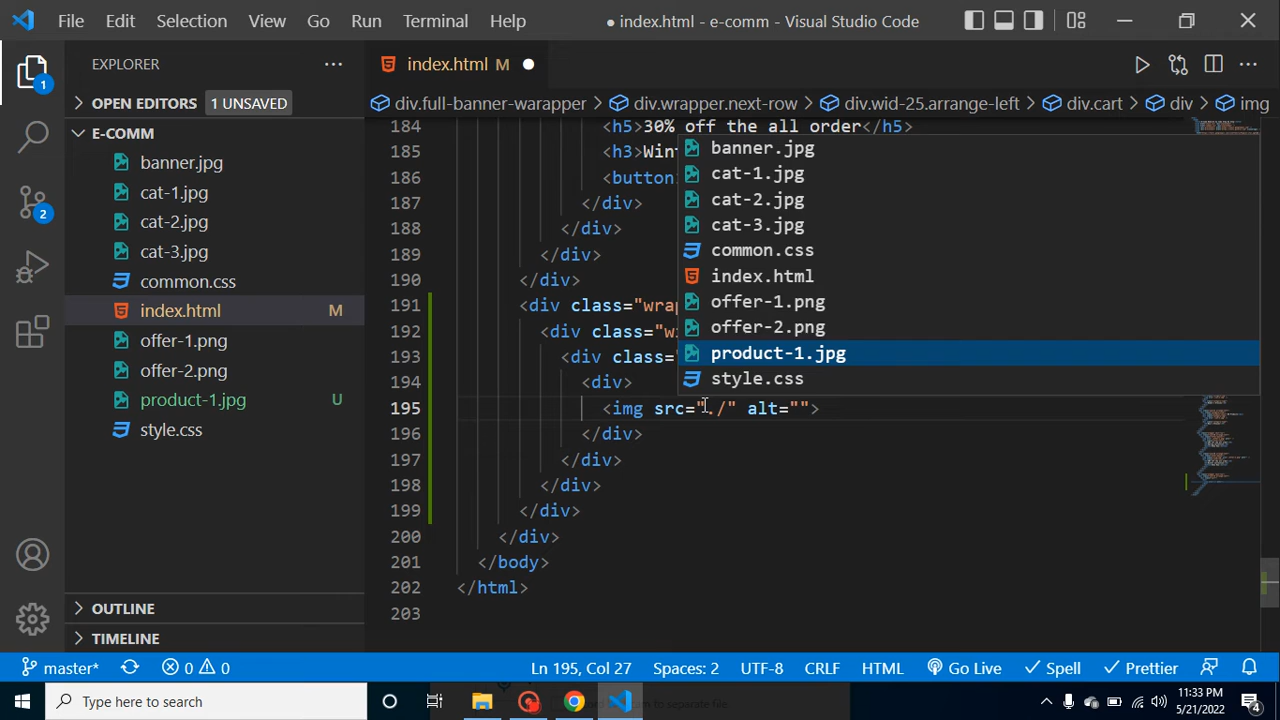 File Edit Selection View Go Run Terminal Help
● index.html - e-comm - Visual Studio Code
EXPLORER
index.html M
OPEN EDITORS 1 UNSAVED
div.full-banner-warapper > div.wrapper.next-row > div.wid-25.arrange-left > div.cart > div > img
E-COMM
banner.jpg
cat-1.jpg
cat-2.jpg
cat-3.jpg
common.css
index.html M
offer-1.png
offer-2.png
product-1.jpg U
style.css
OUTLINE
TIMELINE
184 <h5>30% off the all order</h5>
185 <h3>Win
186 <button
187 </div>
188 </div>
189 </div>
190 </div>
191 <div class="wrap
192 <div class="wi
193 <div class="
194 <div>
195 <img src="./" alt="">
196 </div>
197 </div>
198 </div>
199 </div>
200 </div>
201 </body>
202 </html>
203
banner.jpg
cat-1.jpg
cat-2.jpg
cat-3.jpg
common.css
index.html
offer-1.png
offer-2.png
product-1.jpg
style.css
1
2
master* 0 0 Ln 195, Col 27 Spaces: 2 UTF-8 CRLF HTML Go Live Spell Prettier
Type here to search
to separate file
11:33 PM
5/21/2022
4